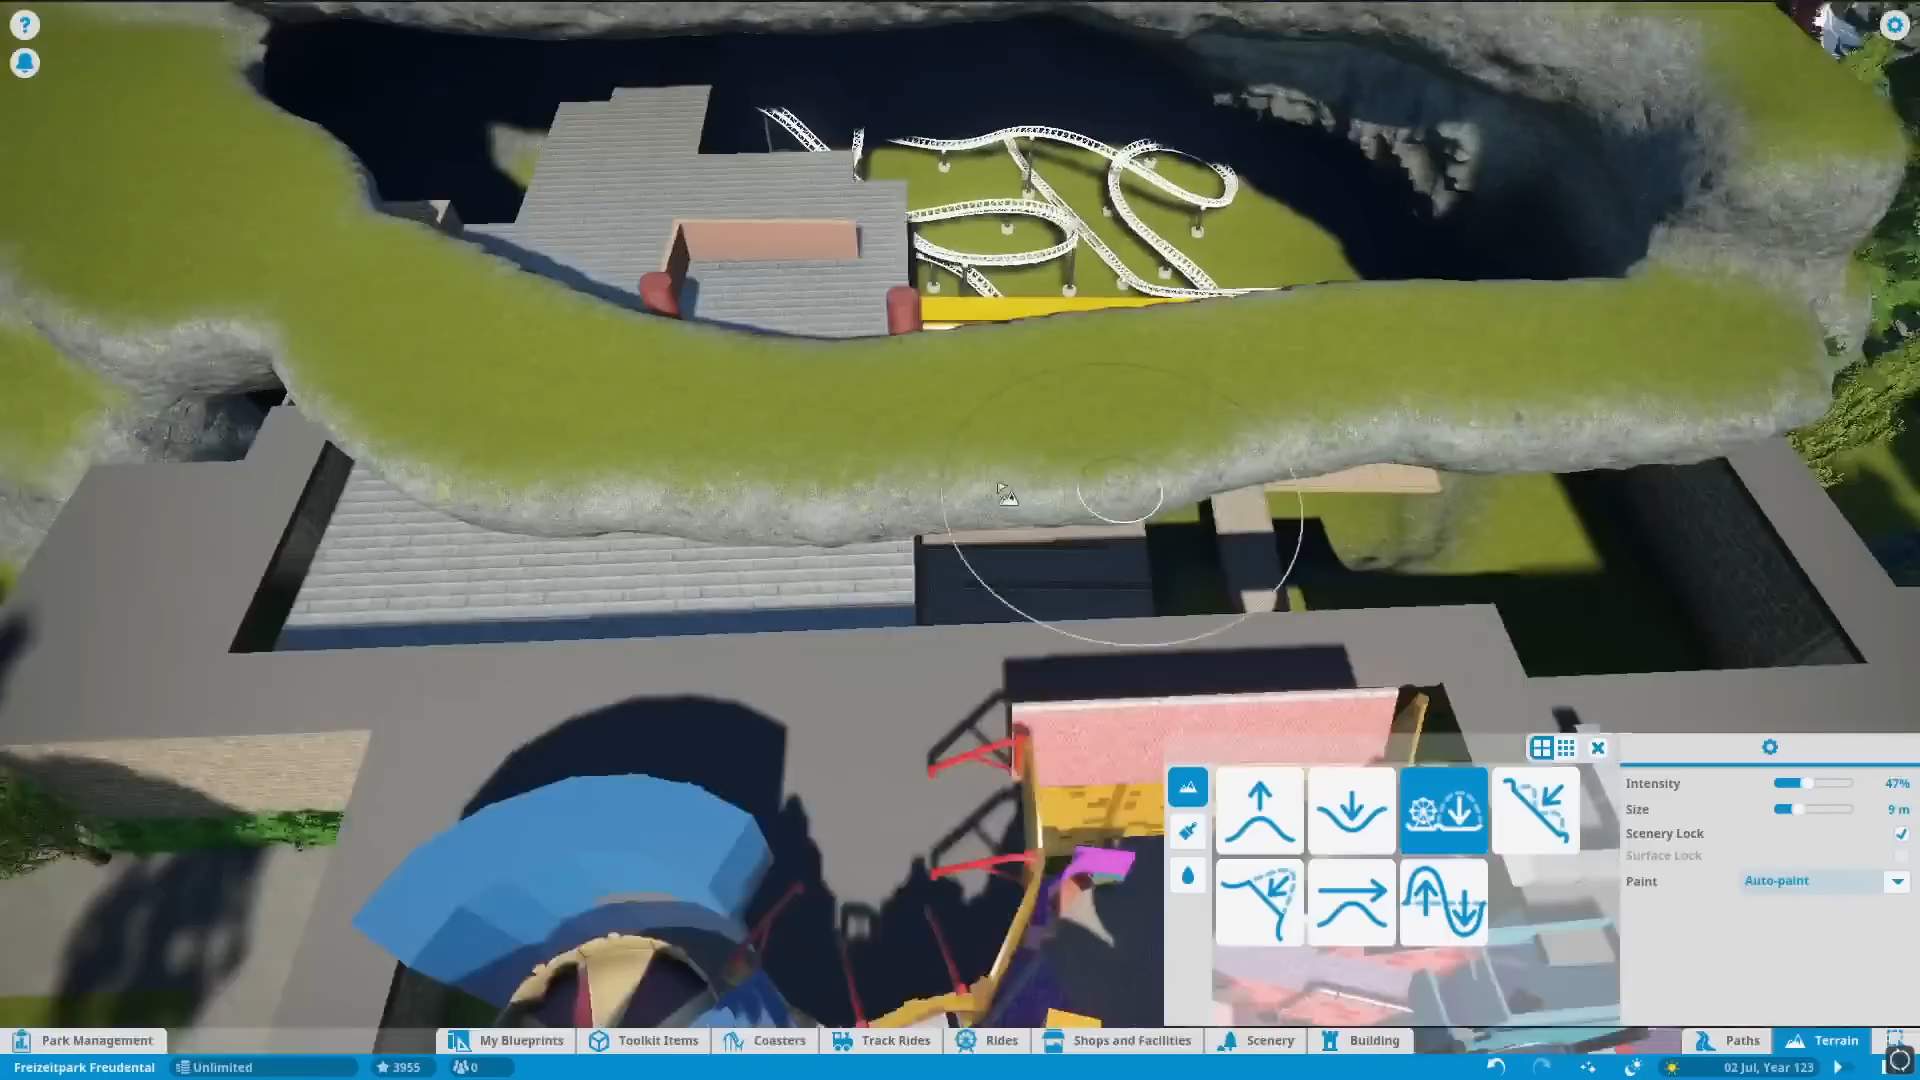 ?
Intensity 47%
Size 9 m
Scenery Lock
Surface Lock
Paint Auto-paint
Park Management
My Blueprints
Toolkit Items
Coasters
Track Rides
Rides
Shops and Facilities
Scenery
Building
Paths
Terrain
Freizeitpark Freudental
Unlimited
3955
0
02 Jul, Year 123